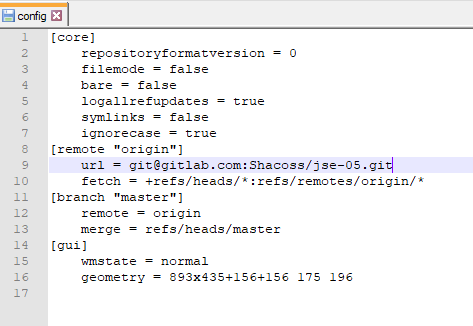 config
1 [core]
2     repositoryformatversion = 0
3     filemode = false
4     bare = false
5     logallrefupdates = true
6     symlinks = false
7     ignorecase = true
8 [remote "origin"]
9     url = git@gitlab.com:Shacoss/jse-05.git
10     fetch = +refs/heads/*:refs/remotes/origin/*
11 [branch "master"]
12     remote = origin
13     merge = refs/heads/master
14 [gui]
15     wmstate = normal
16     geometry = 893x435+156+156 175 196
17